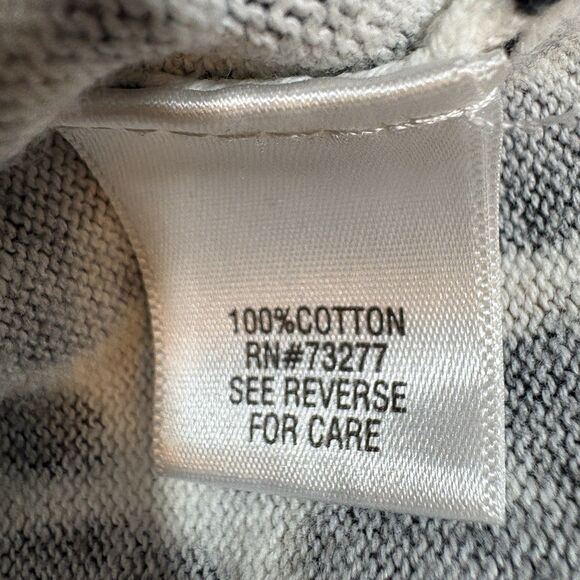 100%COTTON
RN#73277
SEE REVERSE
FOR CARE